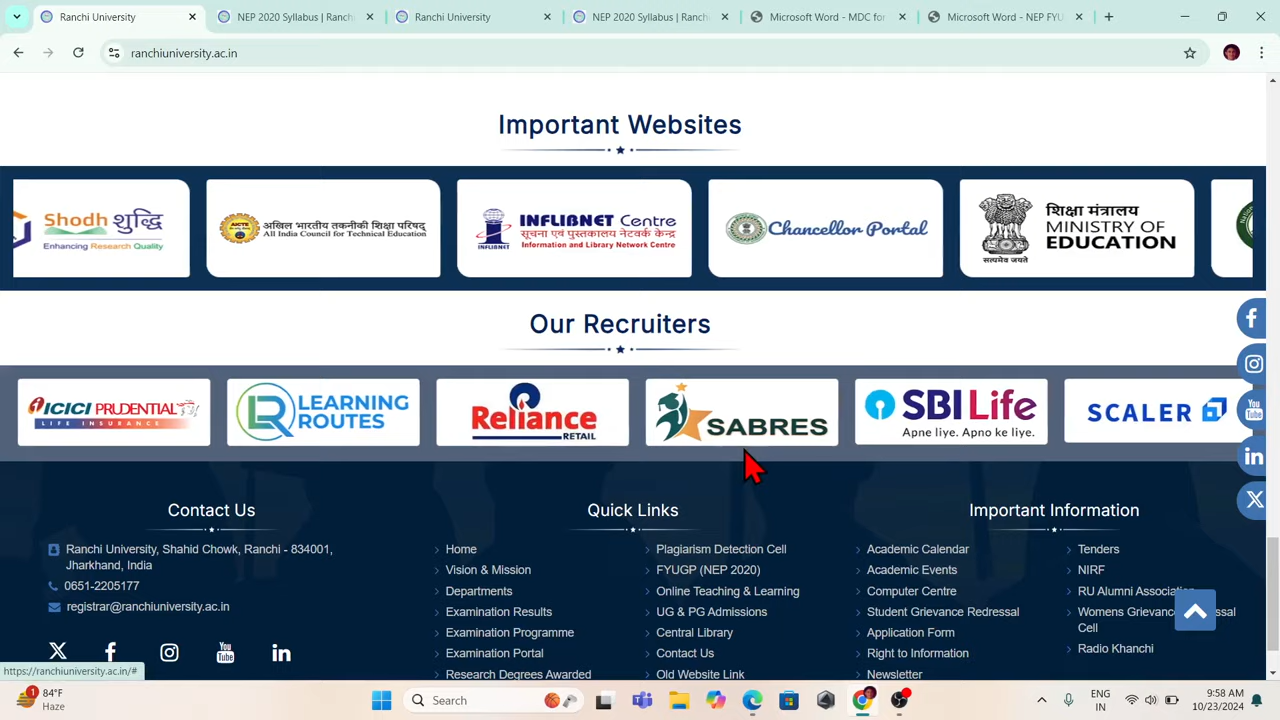 Ranchi University
NEP 2020 Syllabus | Ranchi
Ranchi University
NEP 2020 Syllabus | Ranchi
Microsoft Word - MDC for
Microsoft Word - NEP FYU
ranchiuniversity.ac.in
Important Websites
Shodh शुद्धि
Enhancing Research Quality
अखिल भारतीय तकनीकी शिक्षा परिषद्
All India Council for Technical Education
INFLIBNET
INFLIBNET Centre
सूचना एवं पुस्तकालय नेटवर्क केन्द्र
Information and Library Network Centre
Chancellor Portal
सत्यमेव जयते
शिक्षा मंत्रालय
MINISTRY OF
EDUCATION
Our Recruiters
ICICI PRUDENTIAL
LIFE INSURANCE
LR LEARNING
ROUTES
Reliance
RETAIL
SABRES
SBI Life
Apne liye. Apno ke liye.
SCALER
Contact Us
Ranchi University, Shahid Chowk, Ranchi - 834001,
Jharkhand, India
0651-2205177
registrar@ranchiuniversity.ac.in
Quick Links
Home
Vision & Mission
Departments
Examination Results
Examination Programme
Examination Portal
Research Degrees Awarded
Plagiarism Detection Cell
FYUGP (NEP 2020)
Online Teaching & Learning
UG & PG Admissions
Central Library
Contact Us
Old Website Link
Important Information
Academic Calendar
Academic Events
Computer Centre
Student Grievance Redressal
Application Form
Right to Information
Newsletter
Tenders
NIRF
RU Alumni Association
Womens Grievance Redressal
Cell
Radio Khanchi
https://ranchiuniversity.ac.in/#
1
84°F
Haze
Search
ENG
IN
9:58 AM
10/23/2024